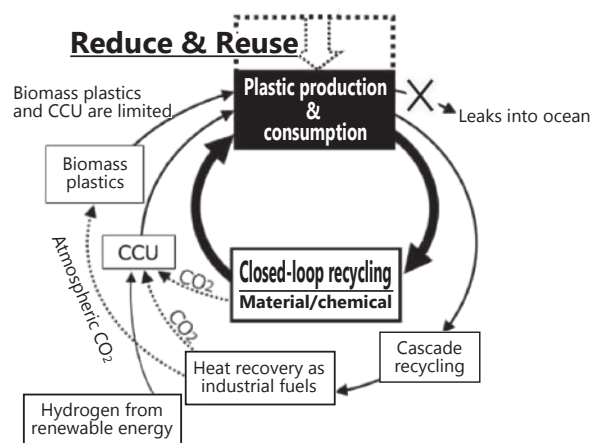 Reduce & Reuse
Plastic production
&
consumption
Biomass plastics
and CCU are limited
Leaks into ocean
Biomass
plastics
CCU
Closed-loop recycling
Material/chemical
CO2
CO2
Atmospheric CO2
Cascade
recycling
Heat recovery as
industrial fuels
Hydrogen from
renewable energy